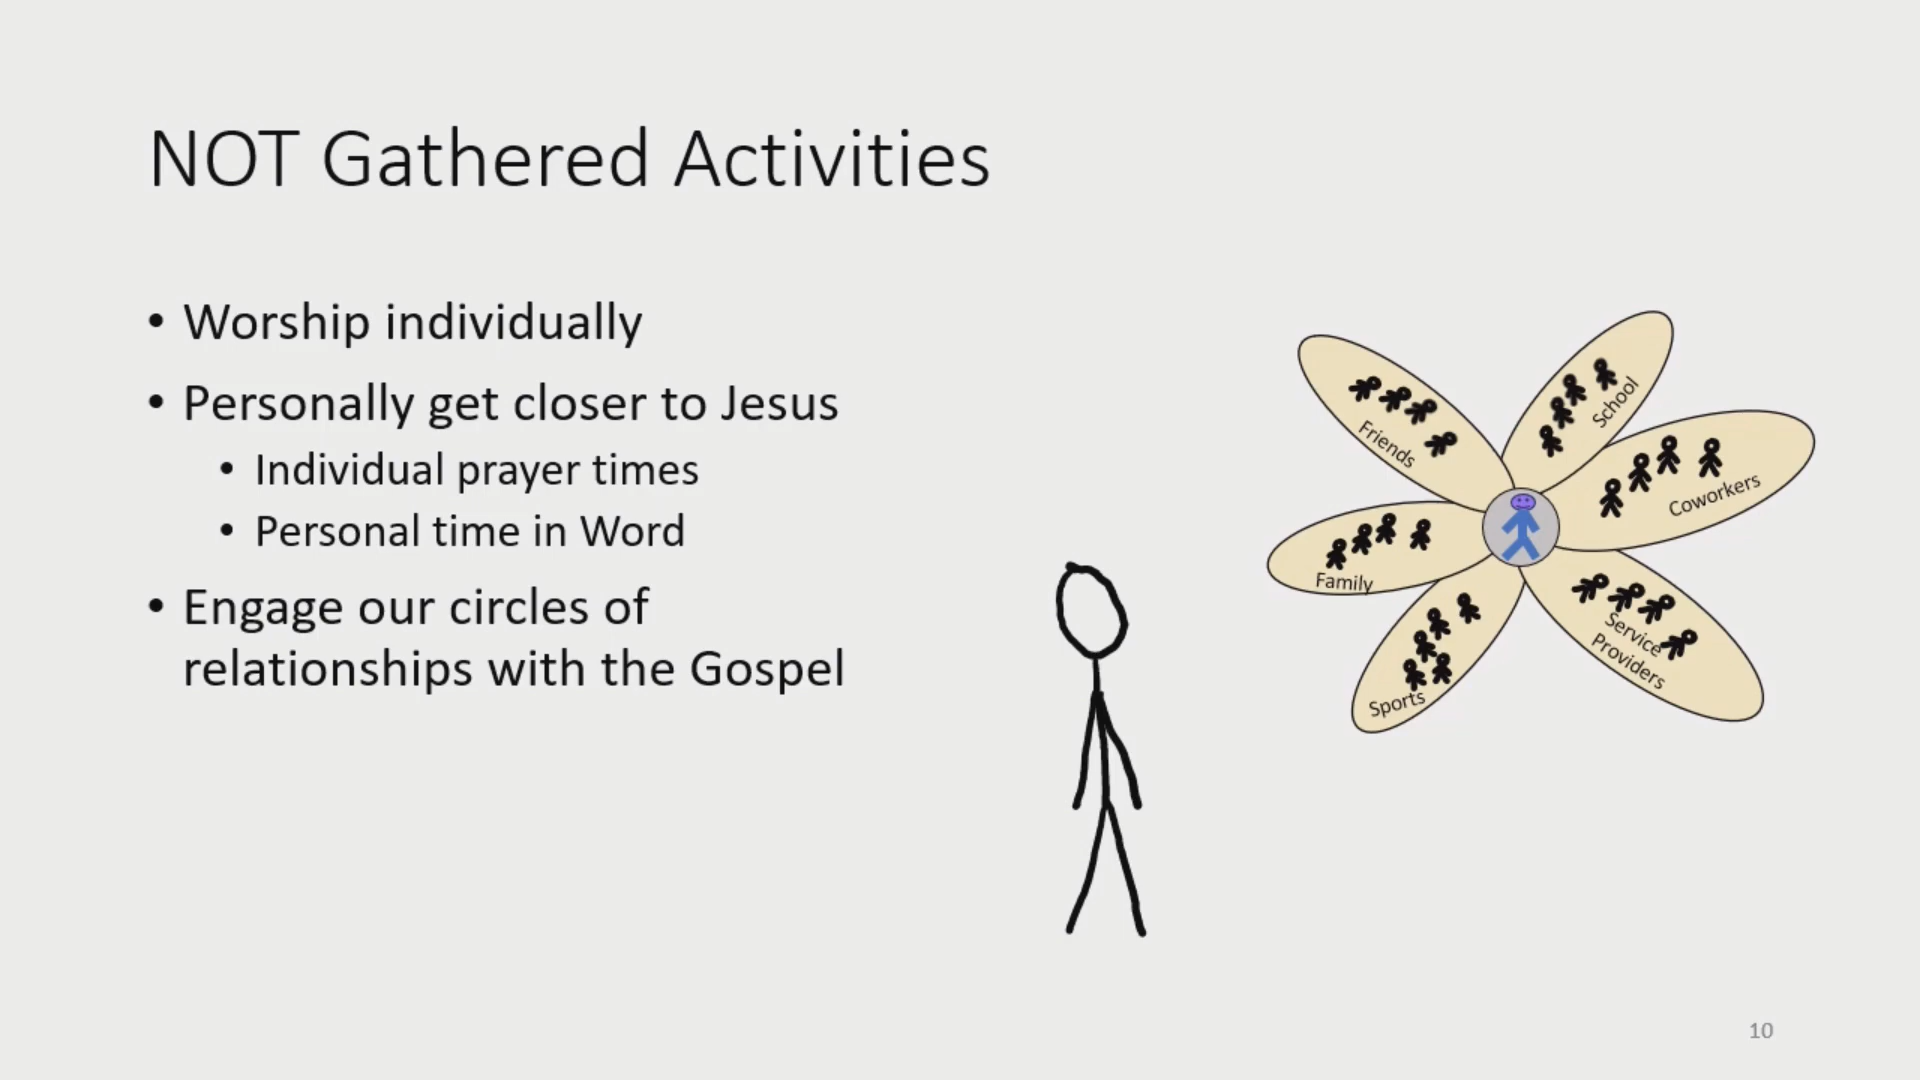 NOT Gathered Activities
• Worship individually
• Personally get closer to Jesus
• Individual prayer times
• Personal time in Word
• Engage our circles of
relationships with the Gospel
Friends
School
Coworkers
Family
Service
Providers
Sports
10